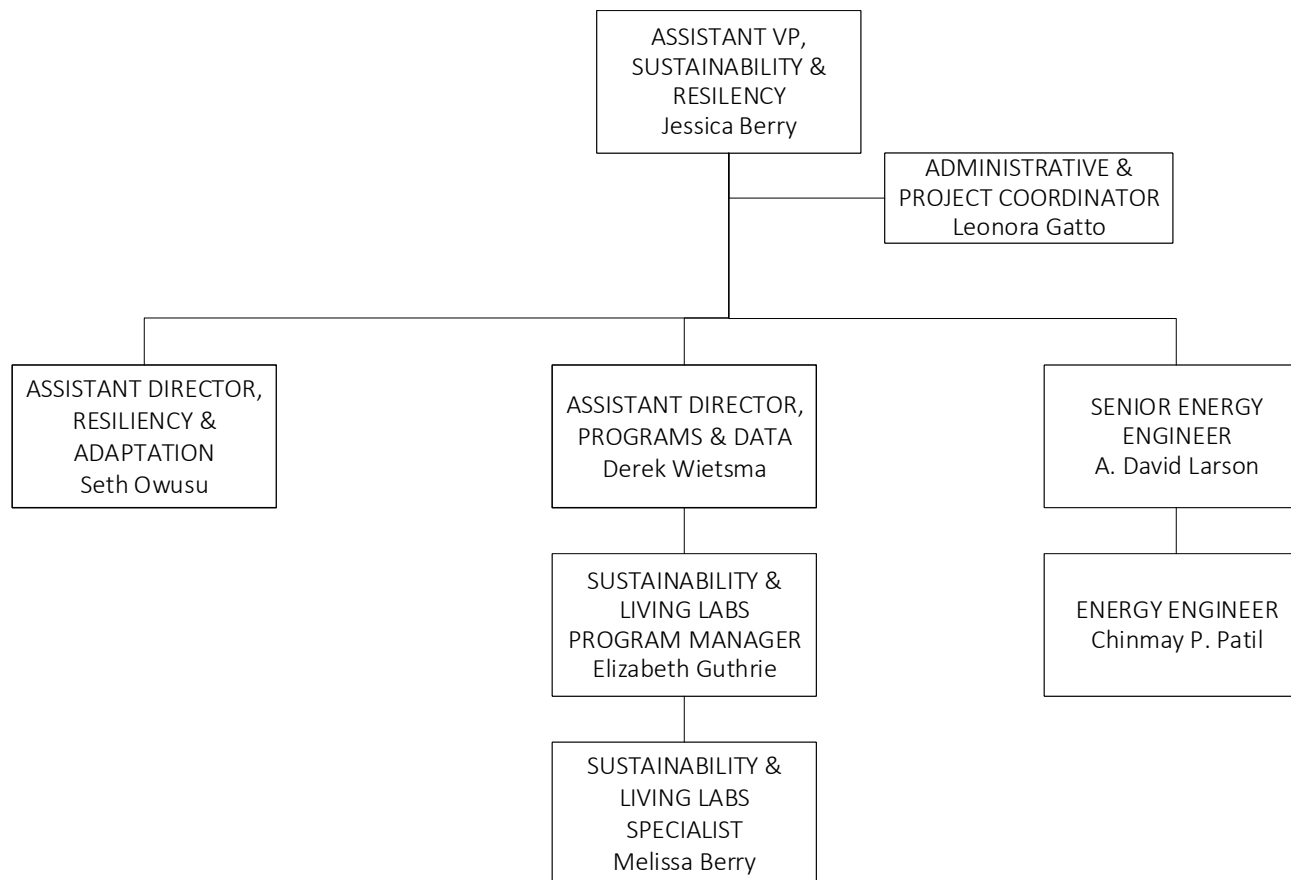 ASSISTANT VP,
SUSTAINABILITY &
RESILENCY
Jessica Berry
ADMINISTRATIVE &
PROJECT COORDINATOR
Leonora Gatto
ASSISTANT DIRECTOR,
RESILIENCY &
ADAPTATION
Seth Owusu
ASSISTANT DIRECTOR,
PROGRAMS & DATA
Derek Wietsma
SENIOR ENERGY
ENGINEER
A. David Larson
SUSTAINABILITY &
LIVING LABS
PROGRAM MANAGER
Elizabeth Guthrie
ENERGY ENGINEER
Chinmay P. Patil
SUSTAINABILITY &
LIVING LABS
SPECIALIST
Melissa Berry